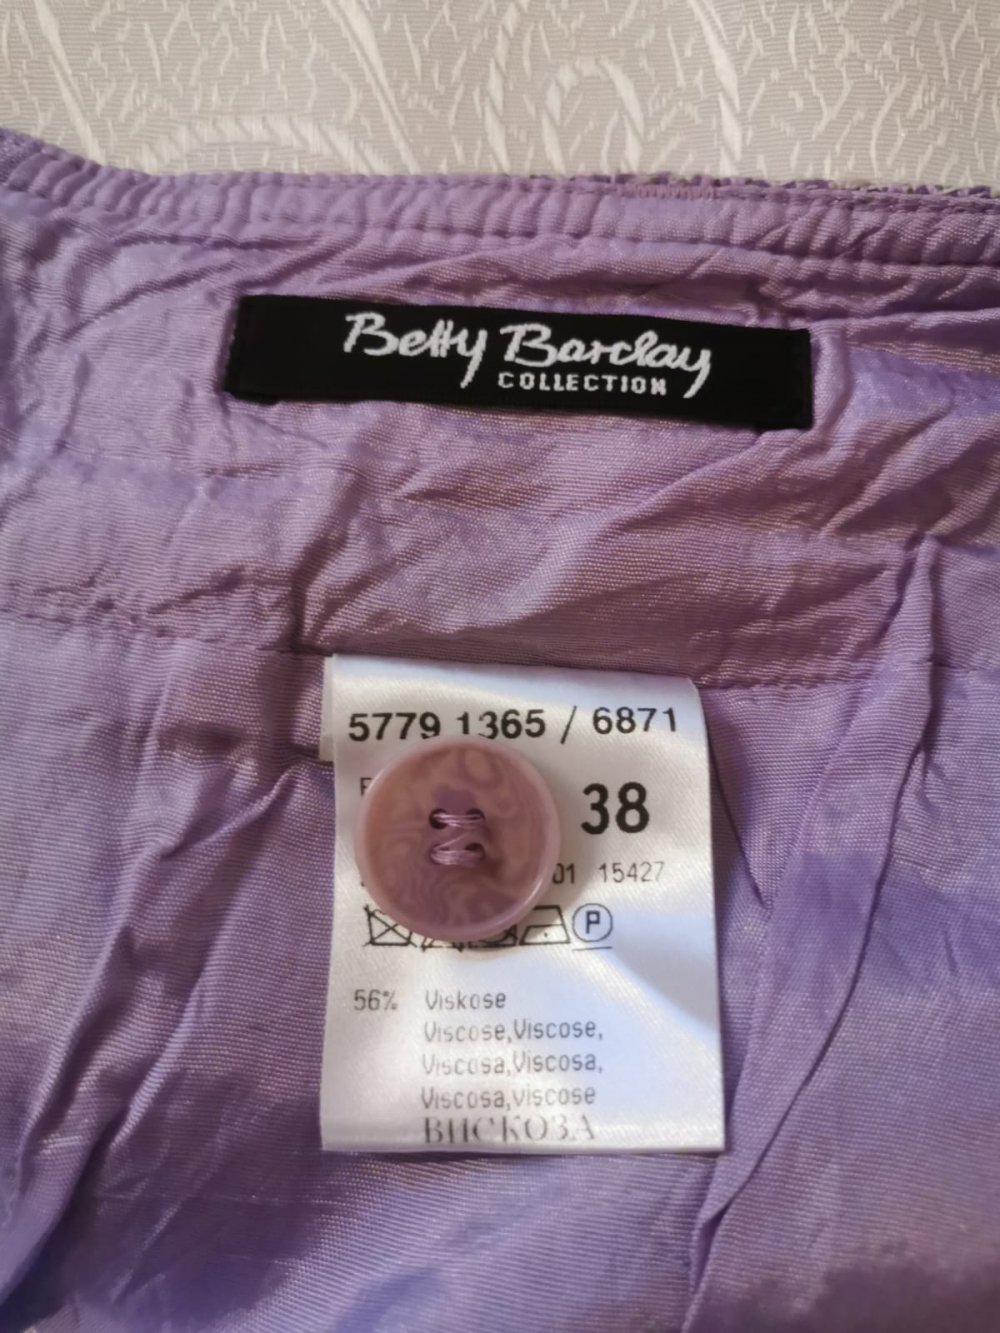 Betty Barclay
COLLECTION
5779 1365 / 6871
38
01 15427
P
56% Viskose
Viscose,Viscose,
Viscosa,Viscosa,
Viscosa,viscose
ВИСКОЗА